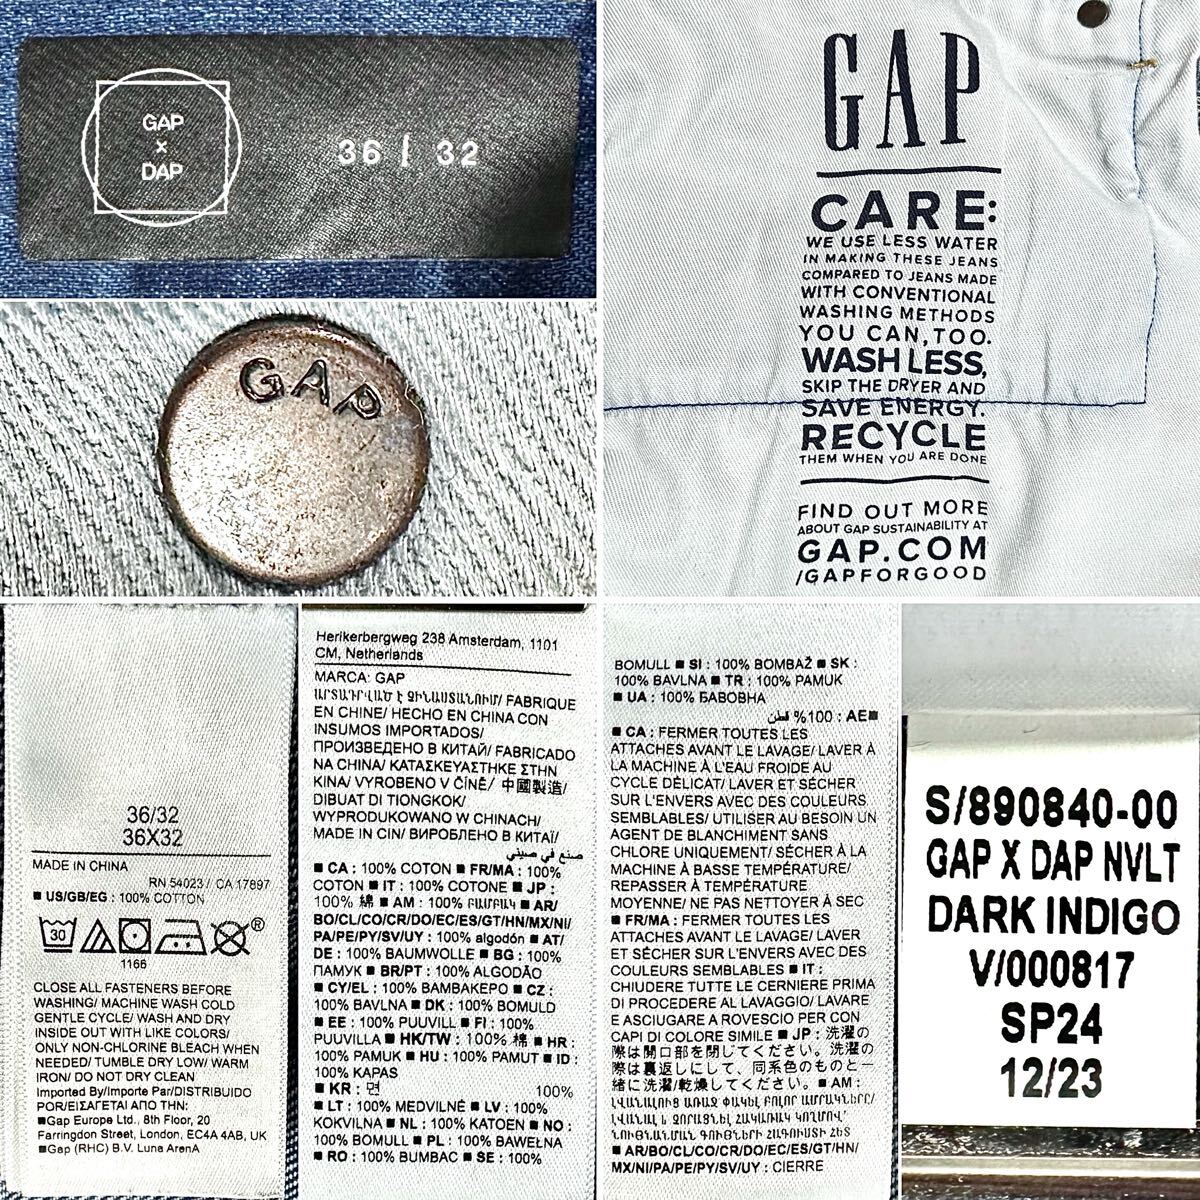 GAP
x
DAP
36 / 32
GAP
CARE:
WE USE LESS WATER
IN MAKING THESE JEANS
COMPARED TO JEANS MADE
WITH CONVENTIONAL
WASHING METHODS
YOU CAN, TOO.
WASH LESS,
SKIP THE DRYER AND
SAVE ENERGY.
RECYCLE
THEM WHEN YOU ARE DONE
FIND OUT MORE
ABOUT GAP SUSTAINABILITY AT
GAP.COM
/GAPFORGOOD
GAP
36/32
36X32
MADE IN CHINA
RN 54023 / CA 17897
■ US/GB/EG : 100% COTTON
30
®
1166
CLOSE ALL FASTENERS BEFORE
WASHING/ MACHINE WASH COLD
GENTLE CYCLE/ WASH AND DRY
INSIDE OUT WITH LIKE COLORS/
ONLY NON-CHLORINE BLEACH WHEN
NEEDED/ TUMBLE DRY LOW/ WARM
IRON/ DO NOT DRY CLEAN
Imported By/Importe Par/DISTRIBUIDO
POR/ΕΙΣΑΓΕΤΑΙ ΑΠΟ ΤΗΝ:
■Gap Europe Ltd., 8th Floor, 20
Farringdon Street, London, EC4A 4AB, UK
■Gap (RHC) B.V. Luna ArenA
Herikerbergweg 238 Amsterdam, 1101
CM, Netherlands
MARCA: GAP
ԱՐՏԱԴՐՎԱԾ Է ՉԻՆԱՍՏԱՆՈՒՄ/ FABRIQUE
EN CHINE/ HECHO EN CHINA CON
INSUMOS IMPORTADOS/
ПРОИЗВЕДЕНО В КИТАЙ/ FABRICADO
NA CHINA/ ΚΑΤΑΣΚΕΥΑΣΤΗΚΕ ΣΤΗΝ
ΚΙΝΑ/ VYROBENO V ČÍNĚ/ 中國製造/
DIBUAT DI TIONGKOK/
WYPRODUKOWANO W CHINACH/
MADE IN CIN/ ВИРОБЛЕНО В КИТАЇ/
صنع في صيني
■ CA : 100% COTON ■ FR/MA : 100%
COTON ■ IT : 100% COTONE ■ JP :
100% 綿 ■ AM : 100% ԲԱՄԲԱԿ ■ AR/
BO/CL/CO/CR/DO/EC/ES/GT/HN/MX/NI/
PA/PE/PY/SV/UY : 100% algodón ■ AT/
DE : 100% BAUMWOLLE ■ BG : 100%
ПАМУК ■ BR/PT : 100% ALGODÃO
■ CY/EL : 100% ΒΑΜΒΑΚΕΡΟ ■ CZ :
100% BAVLNA ■ DK : 100% BOMULD
■ EE : 100% PUUVILL ■ FI : 100%
PUUVILLA ■ HK/TW : 100% 棉 ■ HR :
100% PAMUK ■ HU : 100% PAMUT ■ ID :
100% KAPAS
■ KR : 면 100%
■ LT : 100% MEDVILNĖ ■ LV : 100%
KOKVILNA ■ NL : 100% KATOEN ■ NO :
100% BOMULL ■ PL : 100% BAWEŁNA
■ RO : 100% BUMBAC ■ SE : 100%
BOMULL ■ SI : 100% BOMBAŽ ■ SK :
100% BAVLNA ■ TR : 100% PAMUK
■ UA : 100% БАВОВНА
■AE : 100% قطن
■ CA : FERMER TOUTES LES
ATTACHES AVANT LE LAVAGE/ LAVER À
LA MACHINE À L'EAU FROIDE AU
CYCLE DÉLICAT/ LAVER ET SÉCHER
SUR L'ENVERS AVEC DES COULEURS
SEMBLABLES/ UTILISER AU BESOIN UN
AGENT DE BLANCHIMENT SANS
CHLORE UNIQUEMENT/ SÉCHER À LA
MACHINE À BASSE TEMPÉRATURE/
REPASSER À TEMPÉRATURE
MOYENNE/ NE PAS NETTOYER À SEC
■ FR/MA : FERMER TOUTES LES
ATTACHES AVANT LE LAVAGE/ LAVER
ET SÉCHER SUR L'ENVERS AVEC DES
COULEURS SEMBLABLES ■ IT :
CHIUDERE TUTTE LE CERNIERE PRIMA
DI PROCEDERE AL LAVAGGIO/ LAVARE
E ASCIUGARE A ROVESCIO PER CON
CAPI DI COLORE SIMILE ■ JP : 洗濯の
際は開口部を閉じてください。洗濯の
際は裏返しにして、同系色のものと一
緒に洗濯/乾燥してください。 ■ AM :
■ AR/BO/CL/CO/CR/DO/EC/ES/GT/HN/
MX/NI/PA/PE/PY/SV/UY : CIERRE
S/890840-00
GAP X DAP NVLT
DARK INDIGO
V/000817
SP24
12/23